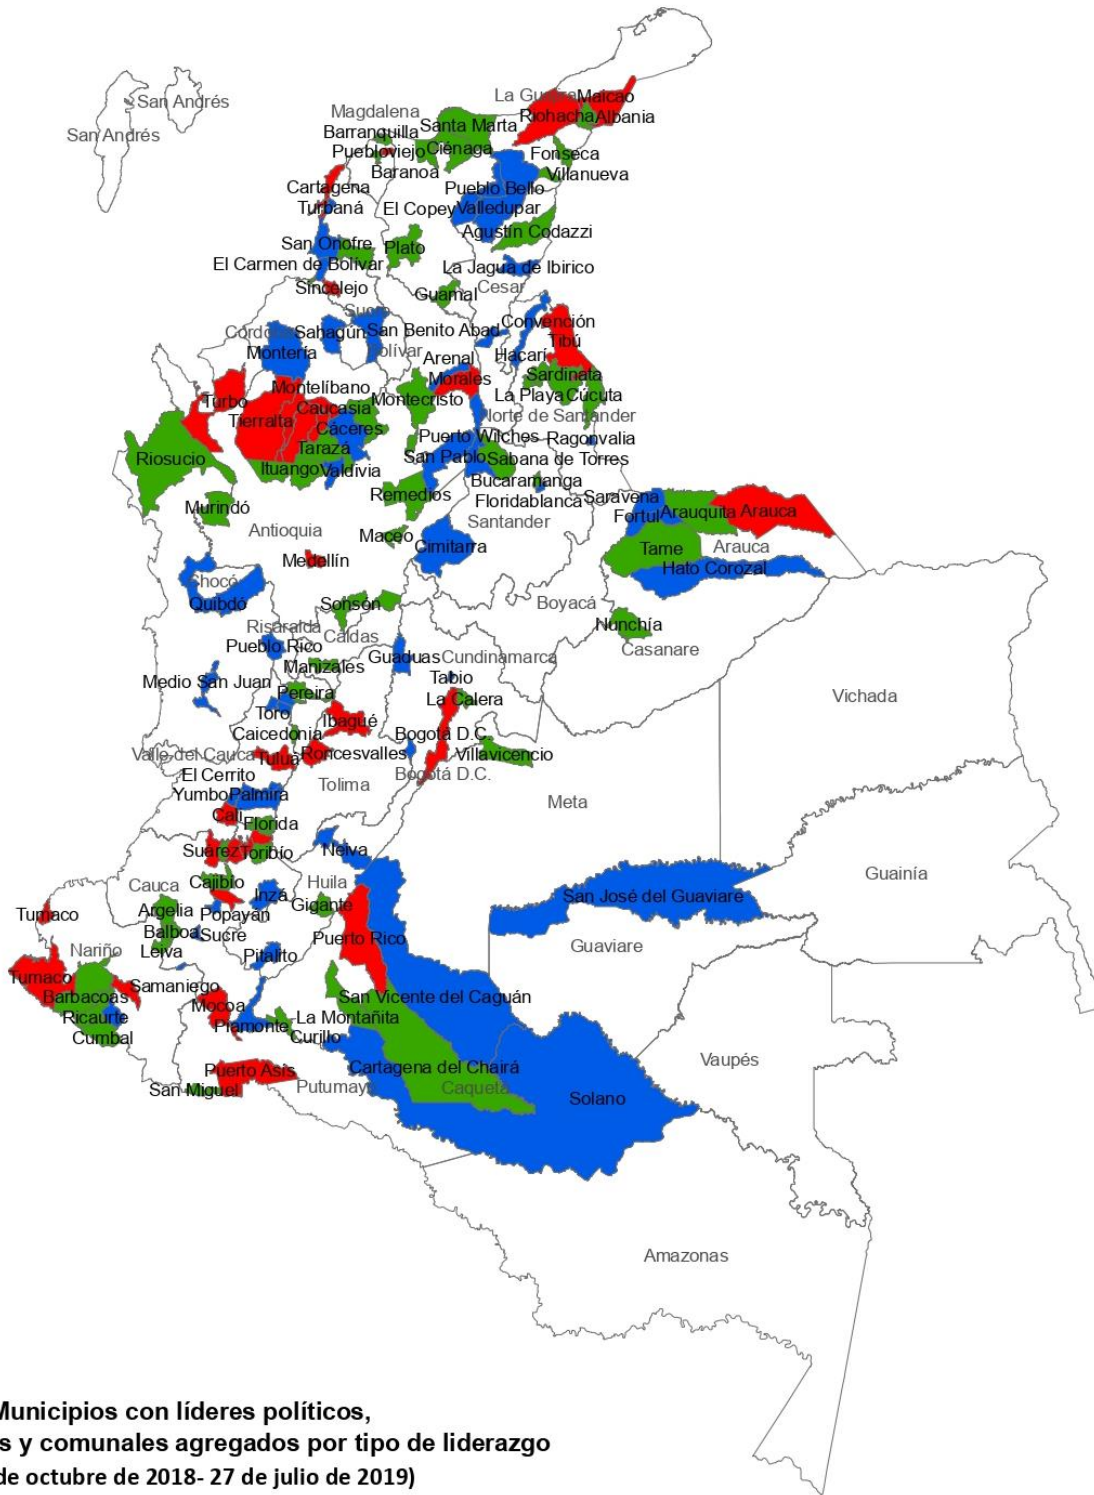 San Andrés
San Andrés
La Guajira
Maicao
Magdalena
Riohacha
Albania
Santa Marta
Barranquilla
Puebloviejo
Ciénaga
Fonseca
Baranoa
Villanueva
Cartagena
Pueblo Bello
Turbaná
El Copey
Valledupar
Agustín Codazzi
San Onofre
Plato
El Carmen de Bolívar
La Jagua de Ibirico
Sincelejo
Guamal
Cesar
Sucre
Convención
Córdoba
Sahagún
San Benito Abad
Tibú
Montería
Bolívar
Hacarí
Arenal
Sardinata
Morales
Montelíbano
La Playa
Cúcuta
Turbo
Montecristo
Caucasia
Norte de Santander
Tierralta
Cáceres
Puerto Wilches
Ragonvalia
Tarazá
San Pablo
Sabana de Torres
Riosucio
Ituango
Valdivia
Bucaramanga
Remedios
Floridablanca
Saravena
Murindó
Fortul
Arauquita
Arauca
Santander
Antioquia
Maceo
Cimitarra
Tame
Arauca
Medellín
Hato Corozal
Chocó
Quibdó
Sonsón
Boyacá
Nunchía
Risaralda
Caldas
Casanare
Pueblo Rico
Guaduas
Cundinamarca
Manizales
Tabio
Medio San Juan
Pereira
La Calera
Vichada
Toro
Ibagué
Caicedonia
Bogotá D.C.
Valle del Cauca
Tuluá
Roncesvalles
Villavicencio
El Cerrito
Bogotá D.C.
Tolima
Yumbo
Palmira
Meta
Cali
Florida
Suárez
Toribío
Neiva
Guainía
Cajibío
Huila
Cauca
Inzá
San José del Guaviare
Argelia
Gigante
Tumaco
Popayán
Balboa
Sucre
Puerto Rico
Guaviare
Nariño
Leiva
Pitalito
Tumaco
Samaniego
Barbacoas
Mocoa
San Vicente del Caguán
Ricaurte
Piamonte
La Montañita
Cumbal
Curillo
Vaupés
Puerto Asís
Cartagena del Chairá
San Miguel
Putumayo
Caquetá
Solano
Amazonas
Municipios con líderes políticos,
s y comunales agregados por tipo de liderazgo
de octubre de 2018- 27 de julio de 2019)